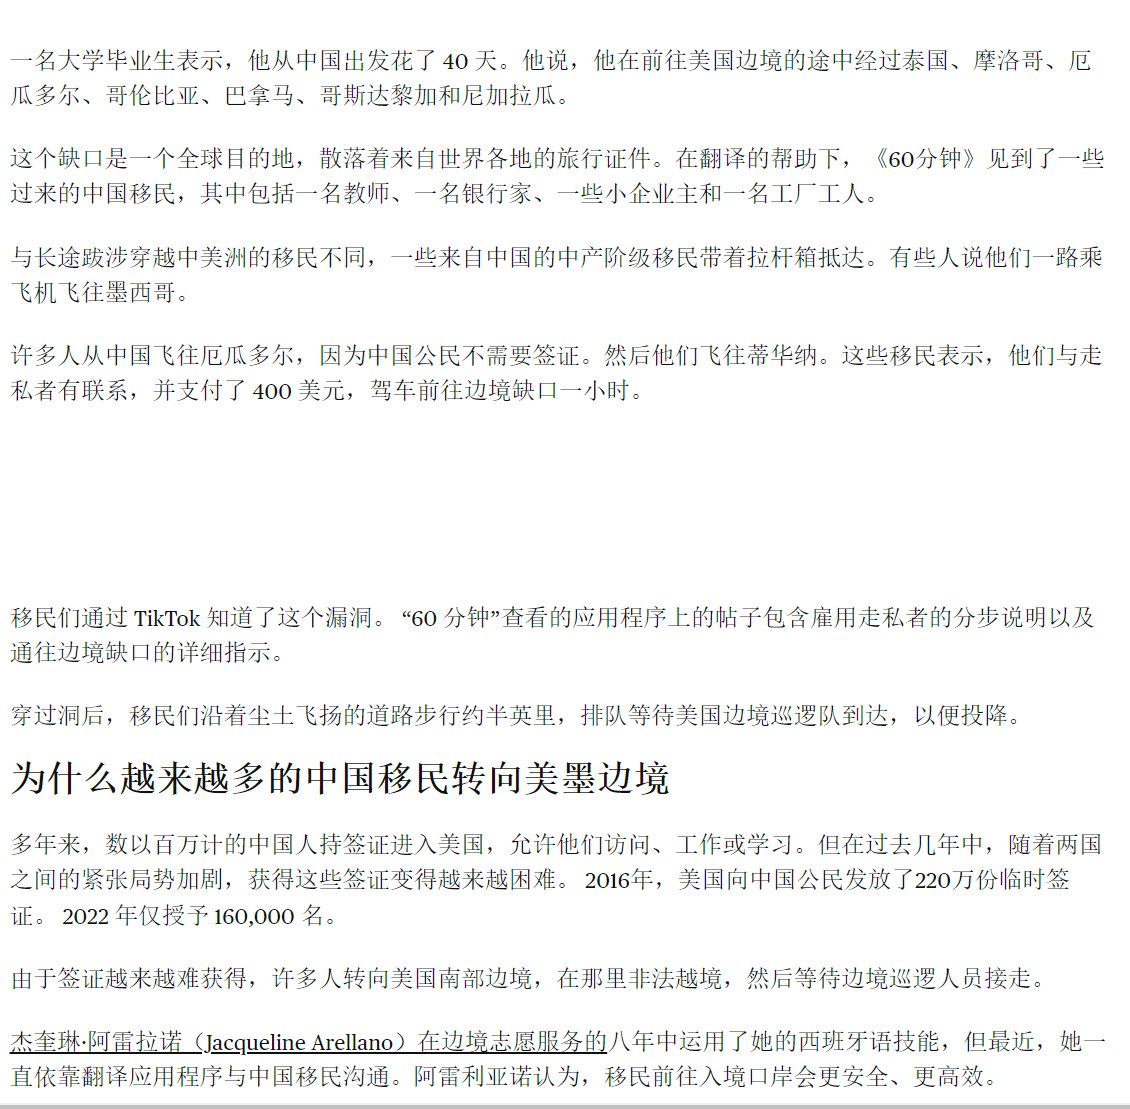 一名大学毕业生表示，他从中国出发花了 40 天。他说，他在前往美国边境的途中经过泰国、摩洛哥、厄
瓜多尔、哥伦比亚、巴拿马、哥斯达黎加和尼加拉瓜。
这个缺口是一个全球目的地，散落着来自世界各地的旅行证件。在翻译的帮助下，《60分钟》见到了一些
过来的中国移民，其中包括一名教师、一名银行家、一些小企业主和一名工厂工人。
与长途跋涉穿越中美洲的移民不同，一些来自中国的中产阶级移民带着拉杆箱抵达。有些人说他们一路乘
飞机飞往墨西哥。
许多人从中国飞往厄瓜多尔，因为中国公民不需要签证。然后他们飞往蒂华纳。这些移民表示，他们与走
私者有联系，并支付了 400 美元，驾车前往边境缺口一小时。
移民们通过 TikTok 知道了这个漏洞。 “60 分钟”查看的应用程序上的帖子包含雇用走私者的分步说明以及
通往边境缺口的详细指示。
穿过洞后，移民们沿着尘土飞扬的道路步行约半英里，排队等待美国边境巡逻队到达，以便投降。
为什么越来越多的中国移民转向美墨边境
多年来，数以百万计的中国人持签证进入美国，允许他们访问、工作或学习。但在过去几年中，随着两国
之间的紧张局势加剧，获得这些签证变得越来越困难。 2016年，美国向中国公民发放了220万份临时签
证。 2022 年仅授予 160,000 名。
由于签证越来越难获得，许多人转向美国南部边境，在那里非法越境，然后等待边境巡逻人员接走。
杰奎琳·阿雷拉诺（Jacqueline Arellano）在边境志愿服务的八年中运用了她的西班牙语技能，但最近，她一
直依靠翻译应用程序与中国移民沟通。阿雷利亚诺认为，移民前往入境口岸会更安全、更高效。